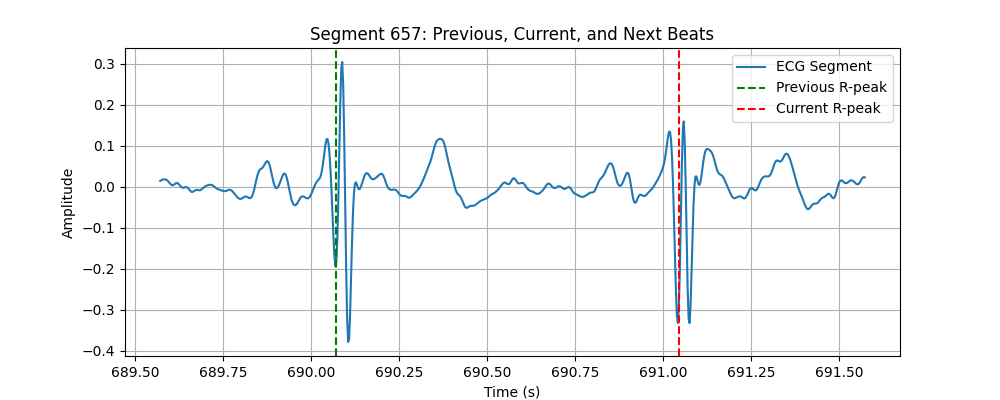 Segment 657: Previous, Current, and Next Beats
ECG Segment
Previous R-peak
Current R-peak
0.3
0.2
0.1
0.0
−0.1
−0.2
−0.3
−0.4
Amplitude
689.50 689.75 690.00 690.25 690.50 690.75 691.00 691.25 691.50
Time (s)